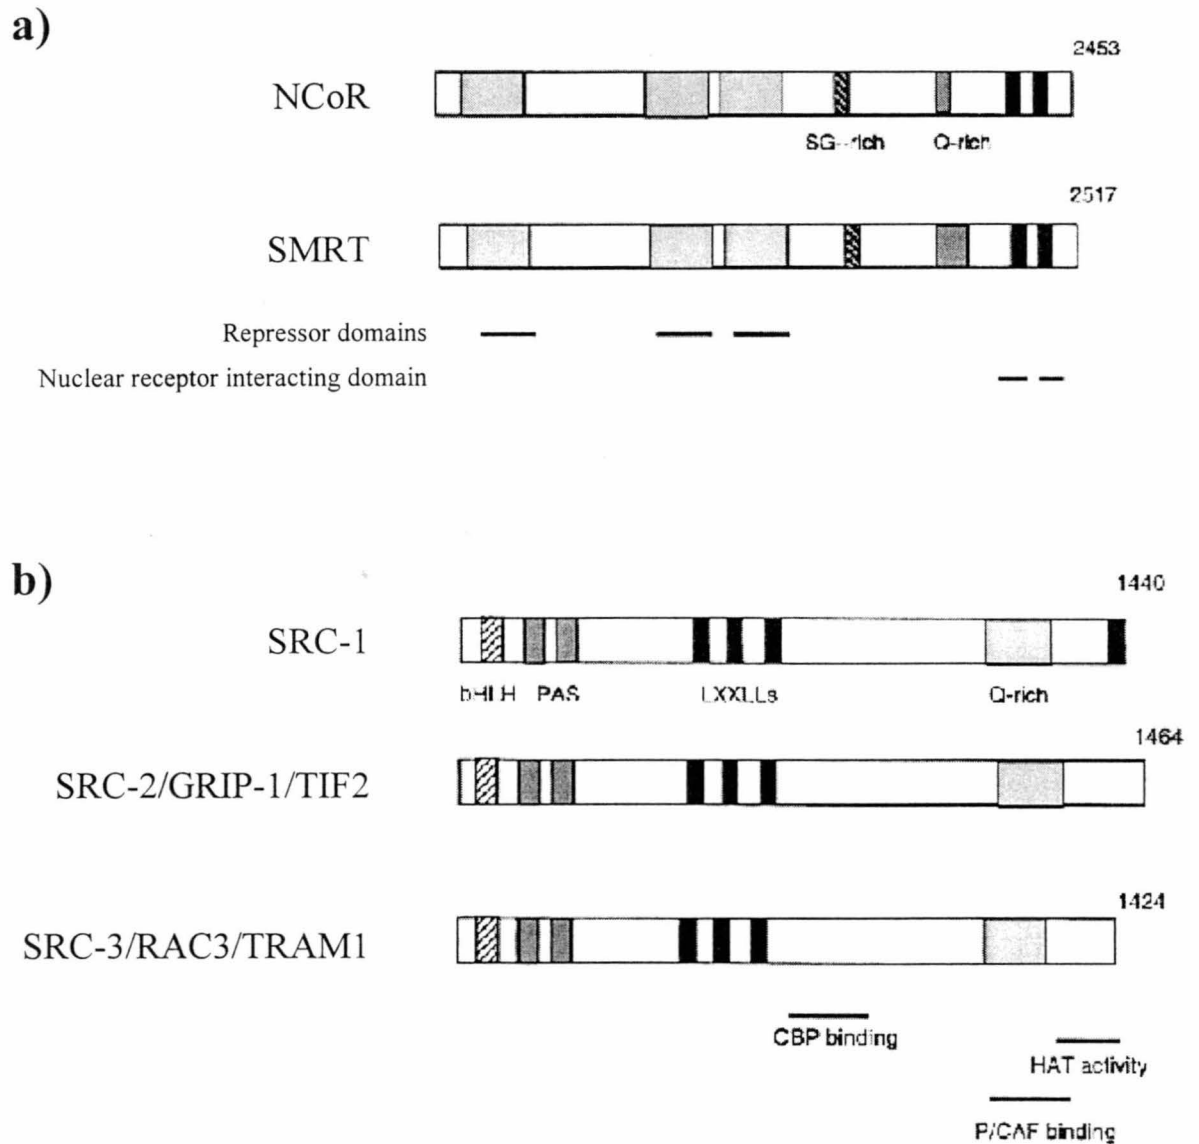 a)
2453
NCoR
SG-rich Q-rich
2517
SMRT
Repressor domains
Nuclear receptor interacting domain
b)
1440
SRC-1
bHLH PAS LXXLLs Q-rich
1464
SRC-2/GRIP-1/TIF2
1424
SRC-3/RAC3/TRAM1
CBP binding
HAT activity
P/CAF binding